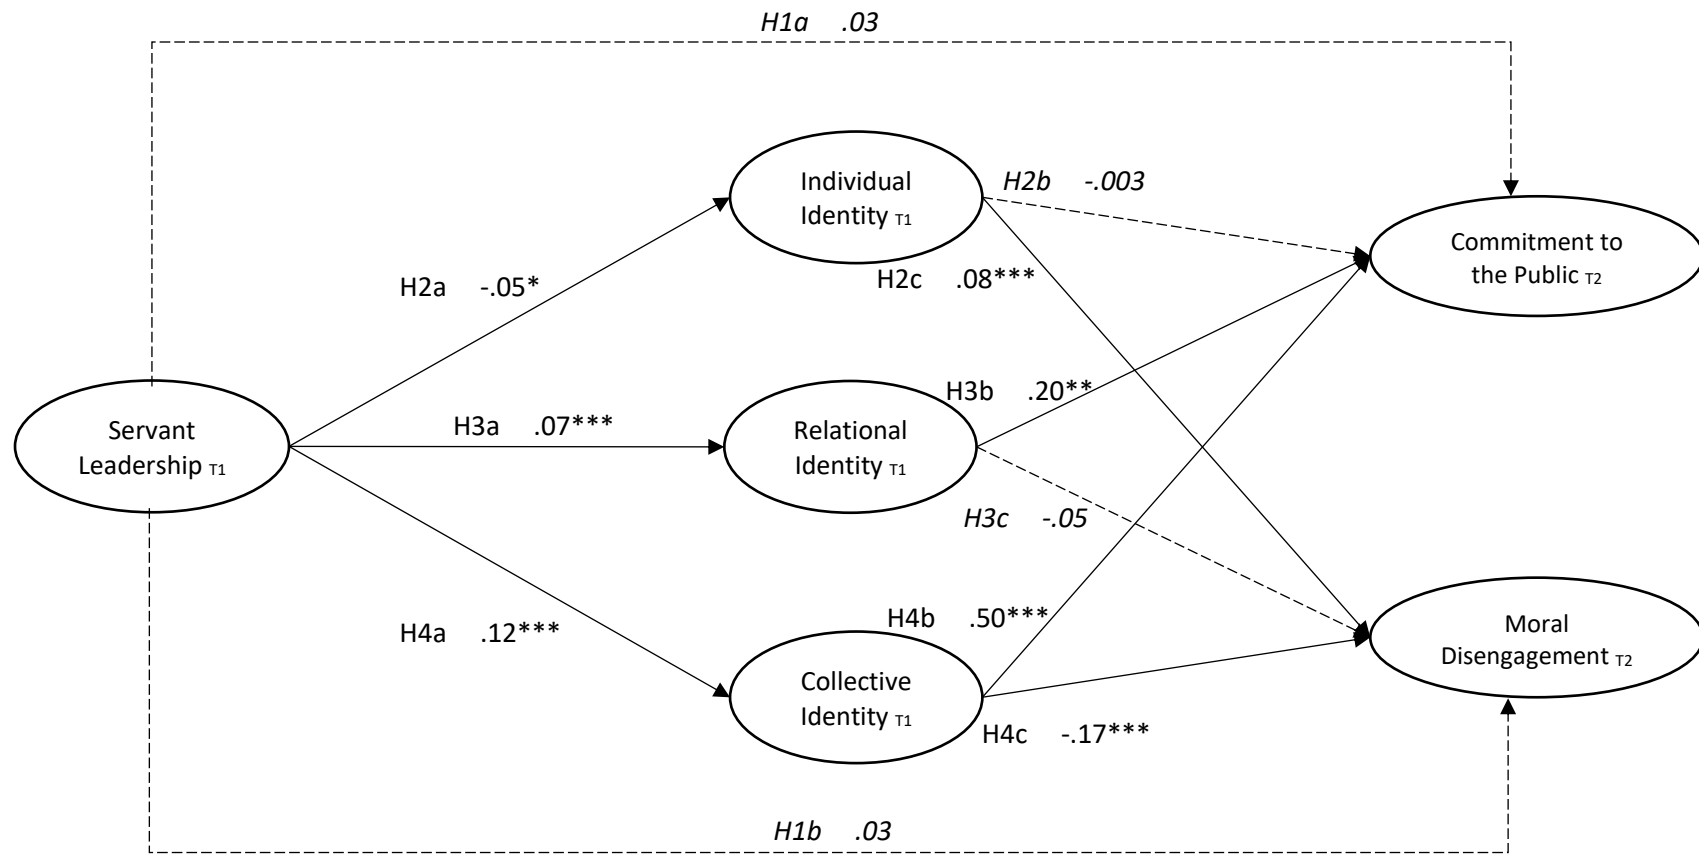 H1a .03
Individual
Identity T1
H2b -.003
Commitment to
the Public T2
H2a -.05*
H2c .08***
Servant
Leadership T1
H3a .07***
Relational
Identity T1
H3b .20**
H3c -.05
H4a .12***
H4b .50***
Moral
Disengagement T2
Collective
Identity T1
H4c -.17***
H1b .03